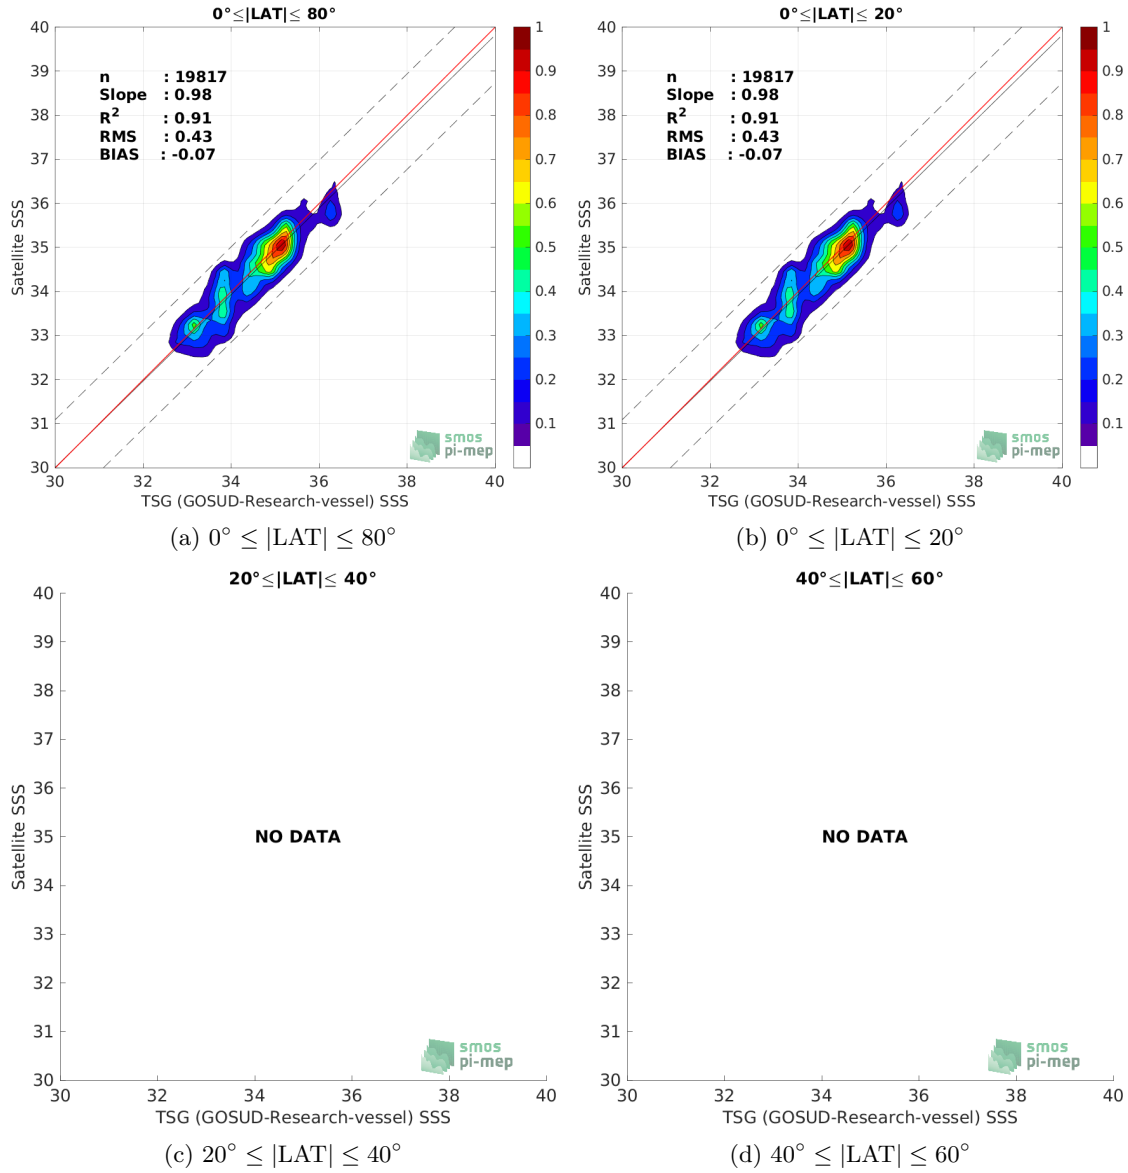 0°≤|LAT|≤ 80°
40
39
38
37
36
35
34
33
32
31
30
Satellite SSS
n : 19817
Slope : 0.98
R² : 0.91
RMS : 0.43
BIAS : -0.07
smos
pi-mep
30 32 34 36 38 40
TSG (GOSUD-Research-vessel) SSS
1
0.9
0.8
0.7
0.6
0.5
0.4
0.3
0.2
0.1
(a) 0° ≤ |LAT| ≤ 80°
0°≤|LAT|≤ 20°
40
39
38
37
36
35
34
33
32
31
30
Satellite SSS
n : 19817
Slope : 0.98
R² : 0.91
RMS : 0.43
BIAS : -0.07
smos
pi-mep
30 32 34 36 38 40
TSG (GOSUD-Research-vessel) SSS
1
0.9
0.8
0.7
0.6
0.5
0.4
0.3
0.2
0.1
(b) 0° ≤ |LAT| ≤ 20°
20°≤|LAT|≤ 40°
40
39
38
37
36
35
34
33
32
31
30
Satellite SSS
NO DATA
smos
pi-mep
30 32 34 36 38 40
TSG (GOSUD-Research-vessel) SSS
(c) 20° ≤ |LAT| ≤ 40°
40°≤|LAT|≤ 60°
40
39
38
37
36
35
34
33
32
31
30
Satellite SSS
NO DATA
smos
pi-mep
30 32 34 36 38 40
TSG (GOSUD-Research-vessel) SSS
(d) 40° ≤ |LAT| ≤ 60°